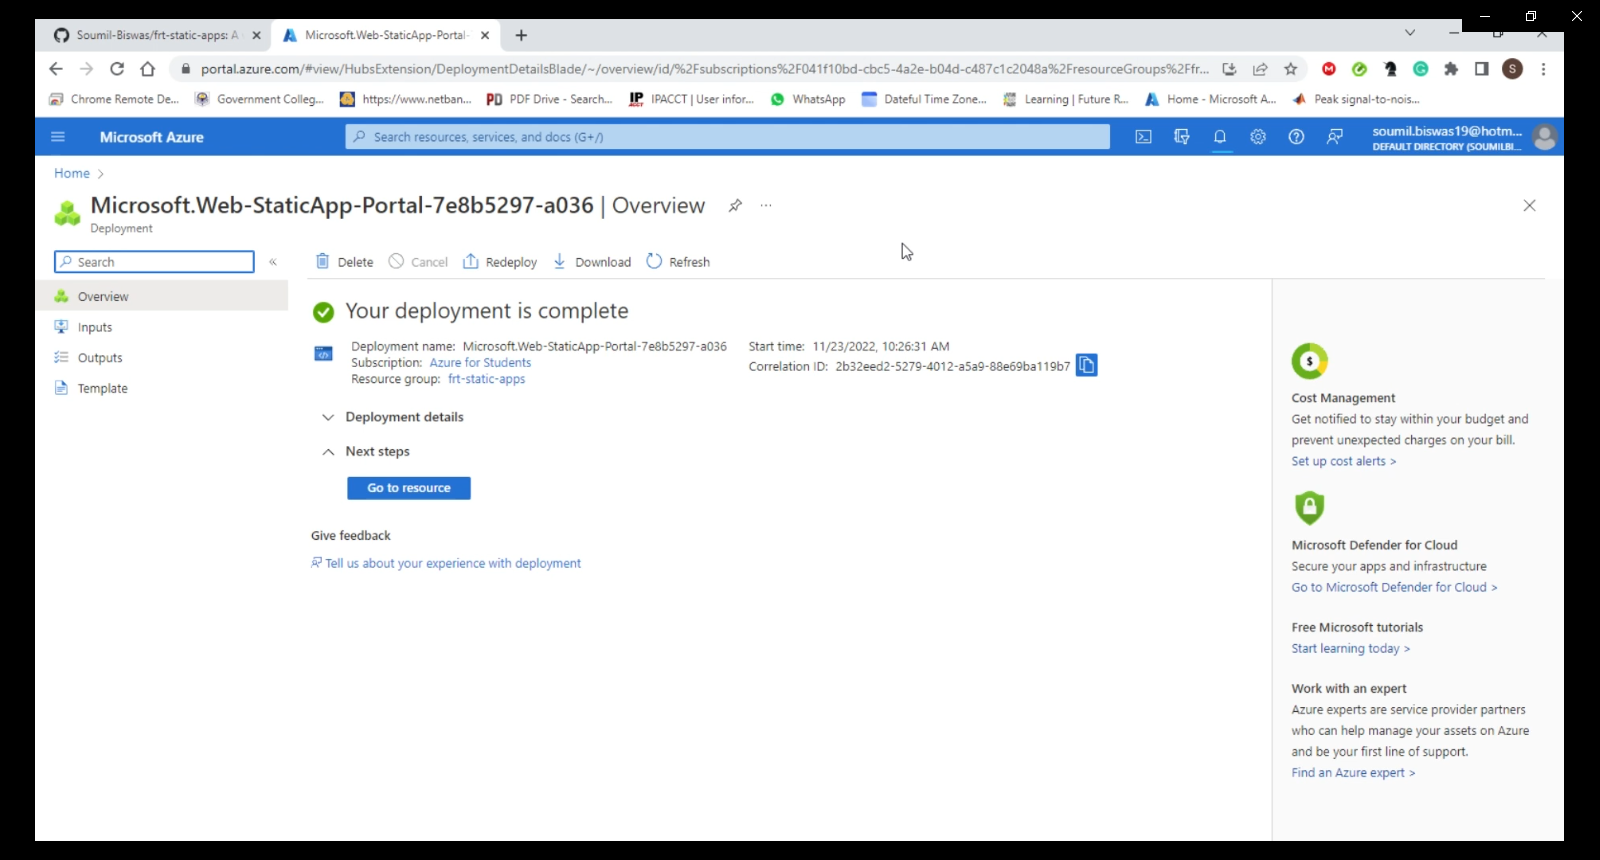 Soumil-Biswas/frt-static-apps: A
Microsoft.Web-StaticApp-Portal-
portal.azure.com/#view/HubsExtension/DeploymentDetailsBlade/~/overview/id/%2Fsubscriptions%2F041f10bd-cbc5-4a2e-b04d-c487c1c2048a%2FresourceGroups%2Ffr...
Chrome Remote De...
Government Colleg...
https://www.netban...
PD PDF Drive - Search...
IP IPACCT | User infor...
WhatsApp
Dateful Time Zone...
Learning | Future R...
Home - Microsoft A...
Peak signal-to-nois...
Microsoft Azure
Search resources, services, and docs (G+/)
soumil.biswas19@hotm...
DEFAULT DIRECTORY (SOUMILBI...
Home >
Microsoft.Web-StaticApp-Portal-7e8b5297-a036 | Overview
Deployment
Search
«
Delete
Cancel
Redeploy
Download
Refresh
Overview
Inputs
Outputs
Template
Your deployment is complete
Deployment name: Microsoft.Web-StaticApp-Portal-7e8b5297-a036
Subscription: Azure for Students
Resource group: frt-static-apps
Start time: 11/23/2022, 10:26:31 AM
Correlation ID: 2b32eed2-5279-4012-a5a9-88e69ba119b7
Deployment details
Next steps
Go to resource
Give feedback
Tell us about your experience with deployment
Cost Management
Get notified to stay within your budget and
prevent unexpected charges on your bill.
Set up cost alerts >
Microsoft Defender for Cloud
Secure your apps and infrastructure
Go to Microsoft Defender for Cloud >
Free Microsoft tutorials
Start learning today >
Work with an expert
Azure experts are service provider partners
who can help manage your assets on Azure
and be your first line of support.
Find an Azure expert >